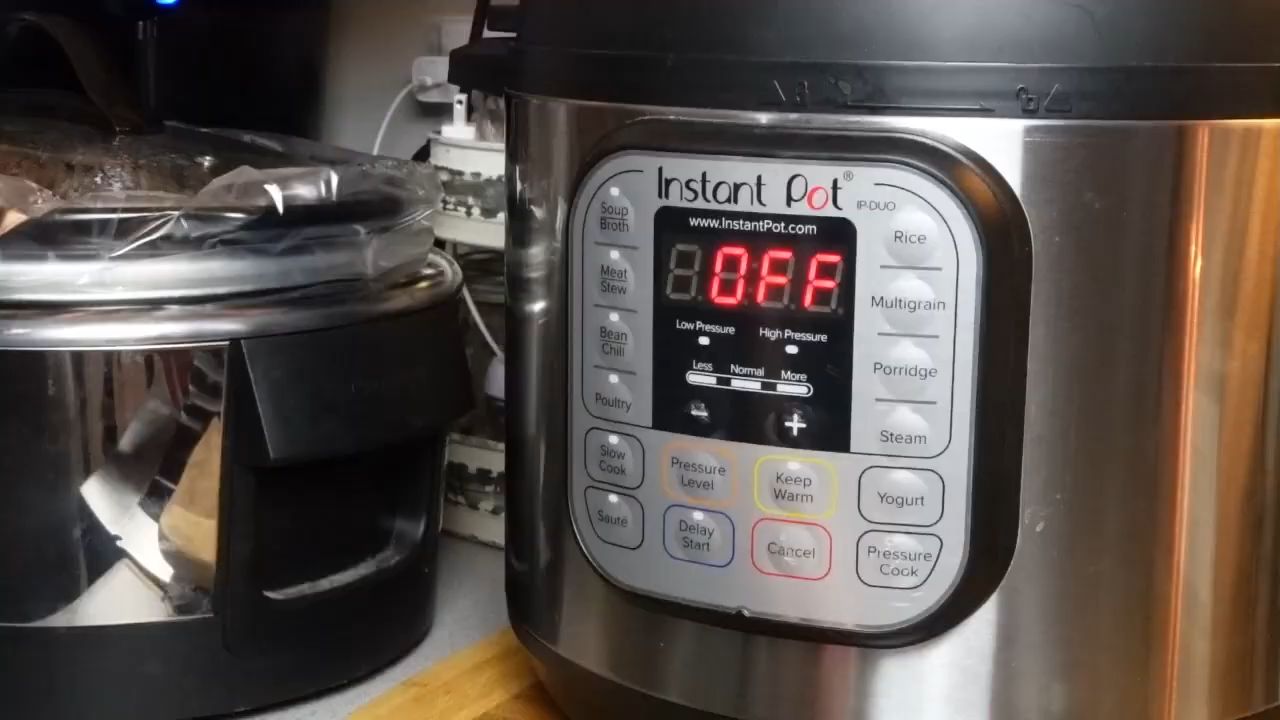 Instant Pot®
IP-DUO
www.InstantPot.com
OFF
Low Pressure
High Pressure
Less
Normal
More
Soup
Broth
Meat
Stew
Bean
Chili
Poultry
Slow
Cook
Sauté
Pressure
Level
Keep
Warm
Delay
Start
Cancel
Rice
Multigrain
Porridge
Steam
Yogurt
Pressure
Cook